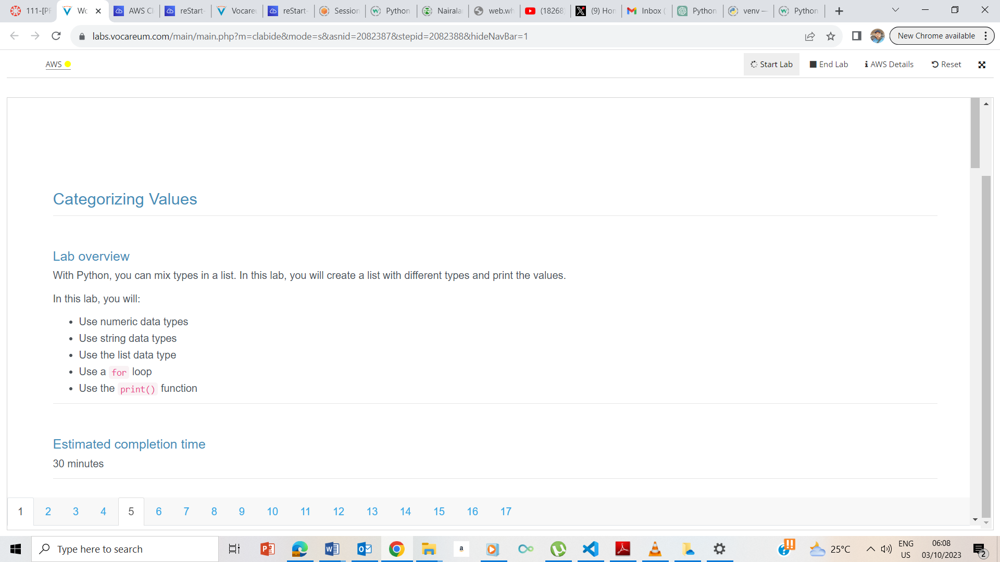 111-[PF
Wo
AWS Cl
reStart-
Vocareu
reStart-
Session
Python
Nairala
web.wh
(18268
(9) Hon
Inbox (
Python
venv —
Python
labs.vocareum.com/main/main.php?m=clabide&mode=s&asnid=2082387&stepid=2082388&hideNavBar=1
New Chrome available
AWS
Start Lab
End Lab
AWS Details
Reset
Categorizing Values
Lab overview
With Python, you can mix types in a list. In this lab, you will create a list with different types and print the values.
In this lab, you will:
• Use numeric data types
• Use string data types
• Use the list data type
• Use a for loop
• Use the print() function
Estimated completion time
30 minutes
1 2 3 4 5 6 7 8 9 10 11 12 13 14 15 16 17
Type here to search
25°C
ENG
US
06:08
03/10/2023
2